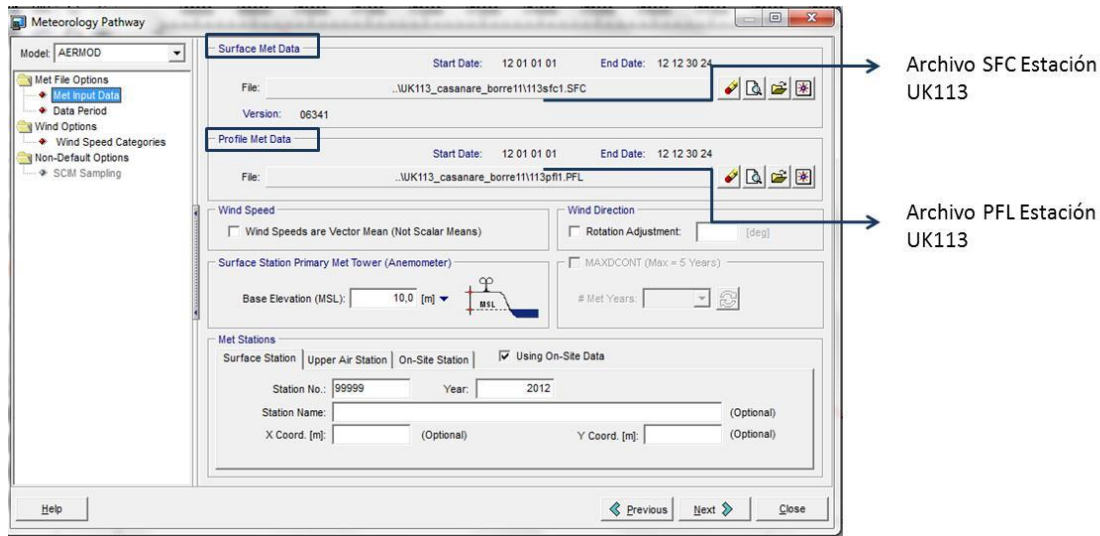 Meteorology Pathway
Model: AERMOD
Met File Options
Met Input Data
Data Period
Wind Options
Wind Speed Categories
Non-Default Options
SCIM Sampling
Surface Met Data
Start Date: 12 01 01 01 End Date: 12 12 30 24
File: ..\UK113_casanare_borre11\113sfc1.SFC
Version: 06341
Profile Met Data
Start Date: 12 01 01 01 End Date: 12 12 30 24
File: ..\UK113_casanare_borre11\113pfl1.PFL
Wind Speed
Wind Speeds are Vector Mean (Not Scalar Means)
Wind Direction
Rotation Adjustment: [deg]
Surface Station Primary Met Tower (Anemometer)
Base Elevation (MSL): 10,0 [m]
MSL
MAXDCONT (Max = 5 Years)
# Met Years:
Met Stations
Surface Station Upper Air Station On-Site Station Using On-Site Data
Station No.: 99999 Year: 2012
Station Name: (Optional)
X Coord. [m]: (Optional) Y Coord. [m]: (Optional)
Help Previous Next Close
Archivo SFC Estación
UK113
Archivo PFL Estación
UK113